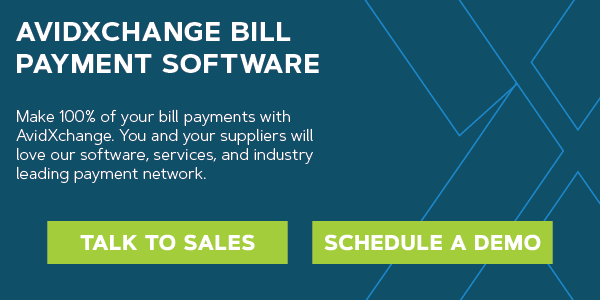 AVIDXCHANGE BILL
PAYMENT SOFTWARE
Make 100% of your bill payments with
AvidXchange. You and your suppliers will
love our software, services, and industry
leading payment network.
TALK TO SALES
SCHEDULE A DEMO